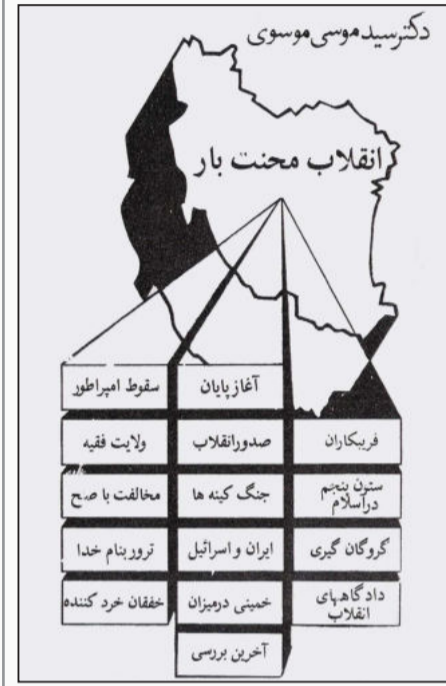 دکتر سید موسی موسوی
انقلاب محنت بار
آغاز پایان
سقوط امپراطور
فریبکاران
صدور انقلاب
ولایت فقیه
ستون پنجم
در اسلام
جنگ کینه ها
مخالفت با صلح
گروگان گیری
ایران و اسرائیل
ترور بنام خدا
دادگاههای
انقلاب
خمینی در میزان
خفقان خرد کننده
آخرین بررسی